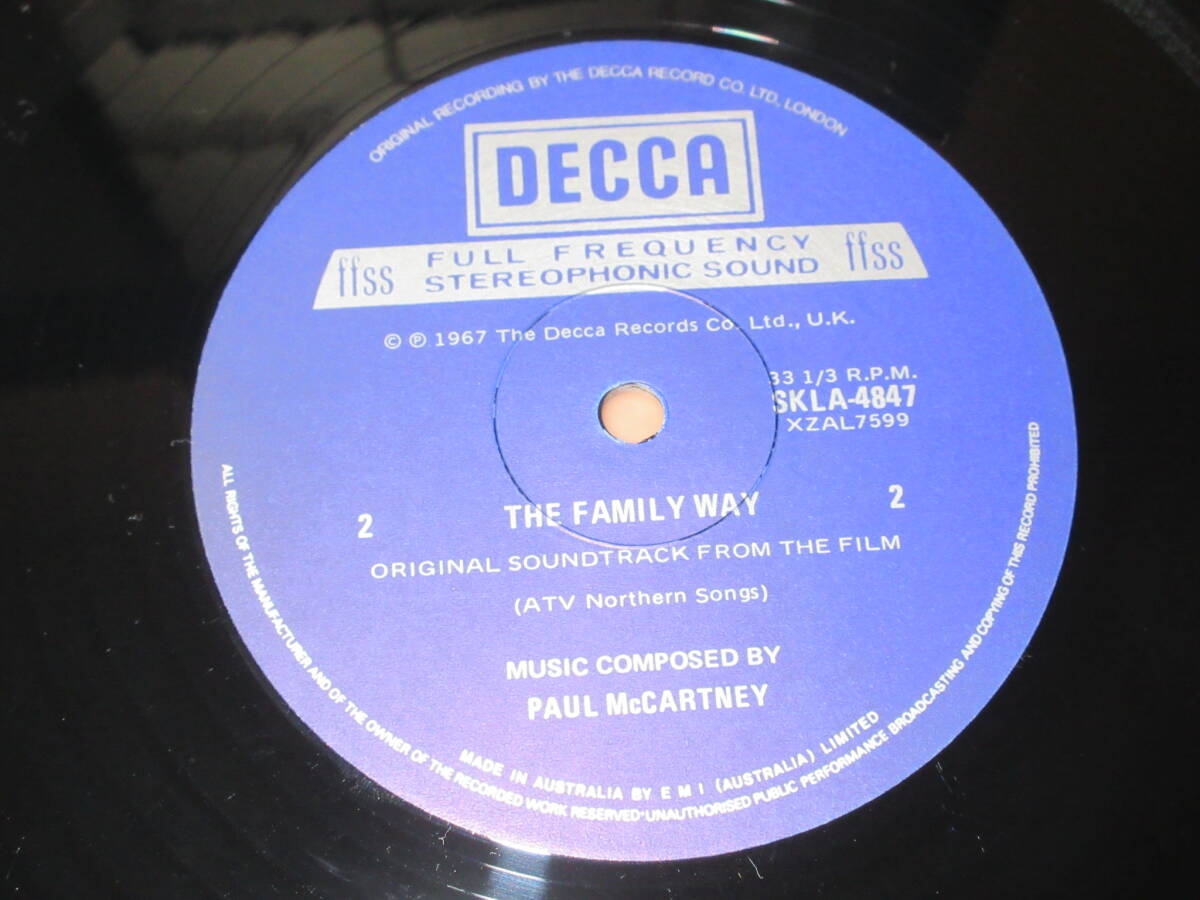 ORIGINAL RECORDING BY THE DECCA RECORD CO. LTD., LONDON
DECCA
ffss FULL FREQUENCY STEREOPHONIC SOUND ffss
© ℗ 1967 The Decca Records Co. Ltd., U.K.
33 1/3 R.P.M.
SKLA-4847
XZAL7599
2 THE FAMILY WAY 2
ORIGINAL SOUNDTRACK FROM THE FILM
(ATV Northern Songs)
MUSIC COMPOSED BY
PAUL McCARTNEY
MADE IN AUSTRALIA BY E M I (AUSTRALIA) LIMITED
ALL RIGHTS OF THE MANUFACTURER AND OF THE OWNER OF THE RECORDED WORK RESERVED·UNAUTHORISED PUBLIC PERFORMANCE BROADCASTING AND COPYING OF THIS RECORD PROHIBITED